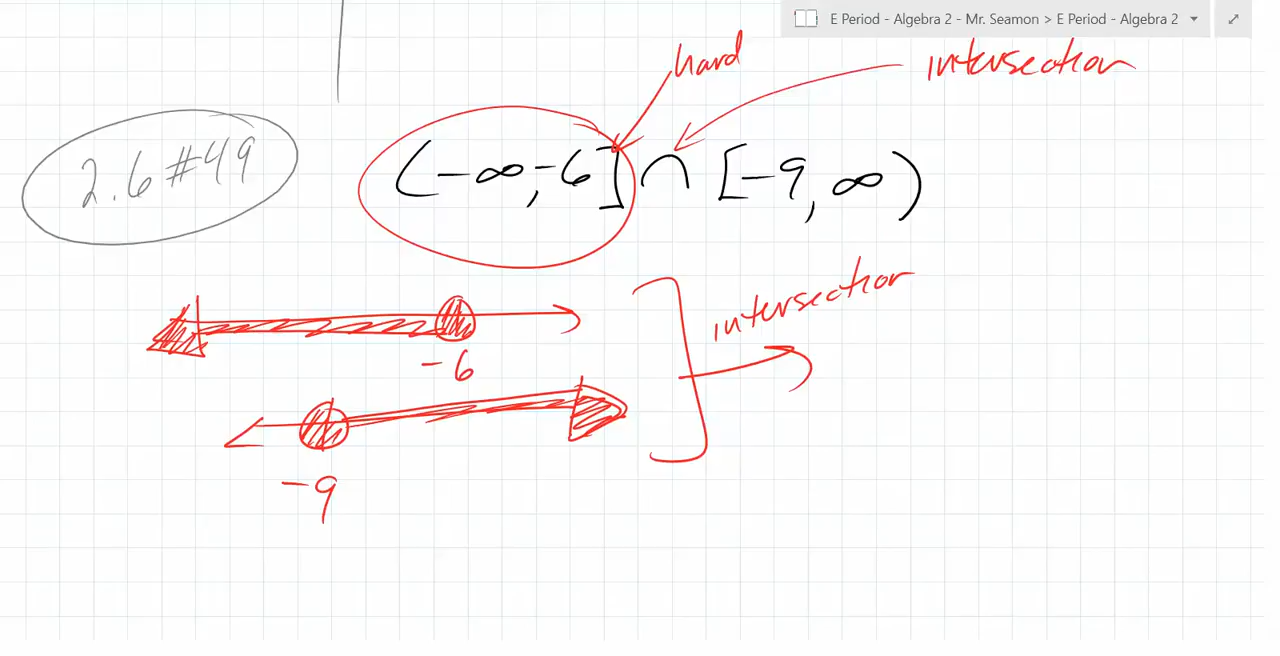 E Period - Algebra 2 - Mr. Seamon > E Period - Algebra 2
hard
intersection
2.6 #49
(-∞,-6] ∩ [-9,∞)
intersection
-6
-9